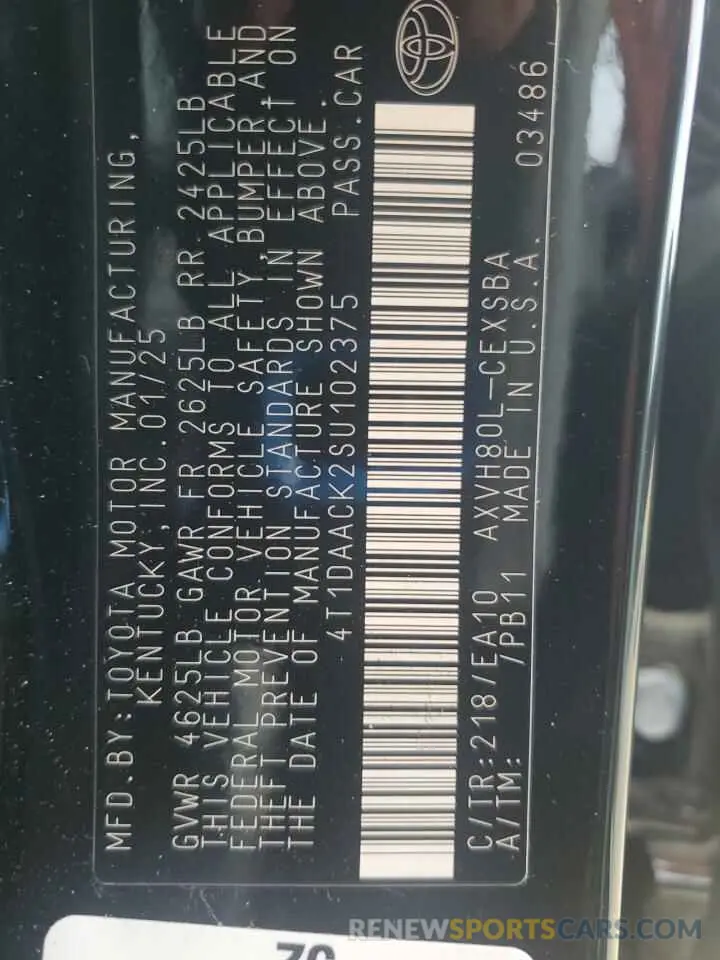 MFD.BY:TOYOTA MOTOR MANUFACTURING,
KENTUCKY,INC.01/25
GVWR 4625LB GAWR FR 2625LB RR 2425LB
THIS VEHICLE CONFORMS TO ALL APPLICABLE
FEDERAL MOTOR VEHICLE SAFETY, BUMPER,AND
THEFT PREVENTION STANDARDS IN EFFECT ON
THE DATE OF MANUFACTURE SHOWN ABOVE.
4T1DAACK2SU102375 PASS.CAR
C/TR:218/EA10 AXVH80L-CEXSBA 03486
A/TM: /PB11 MADE IN U.S.A.
RENEWSPORTSCARS.COM